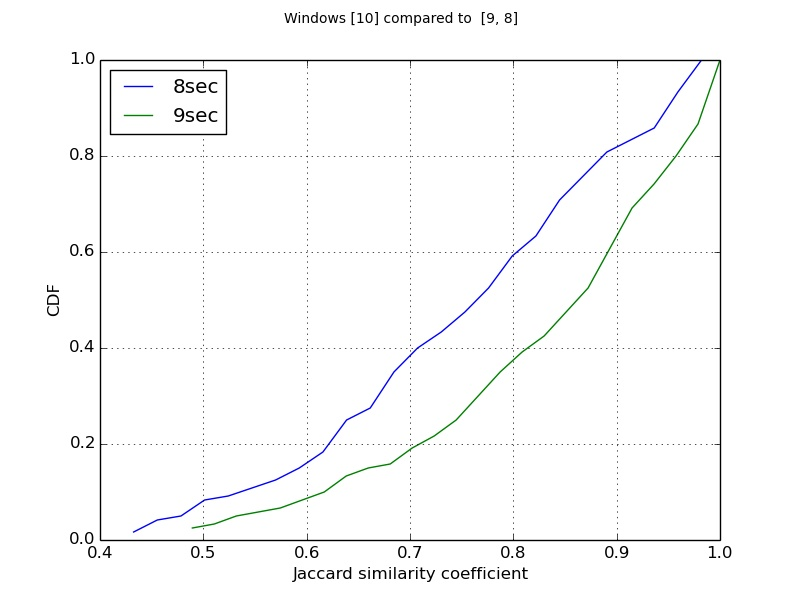 Windows [10] compared to  [9, 8]
1.0
8sec
9sec
0.8
0.6
CDF
0.4
0.2
0.0
0.4 0.5 0.6 0.7 0.8 0.9 1.0
Jaccard similarity coefficient